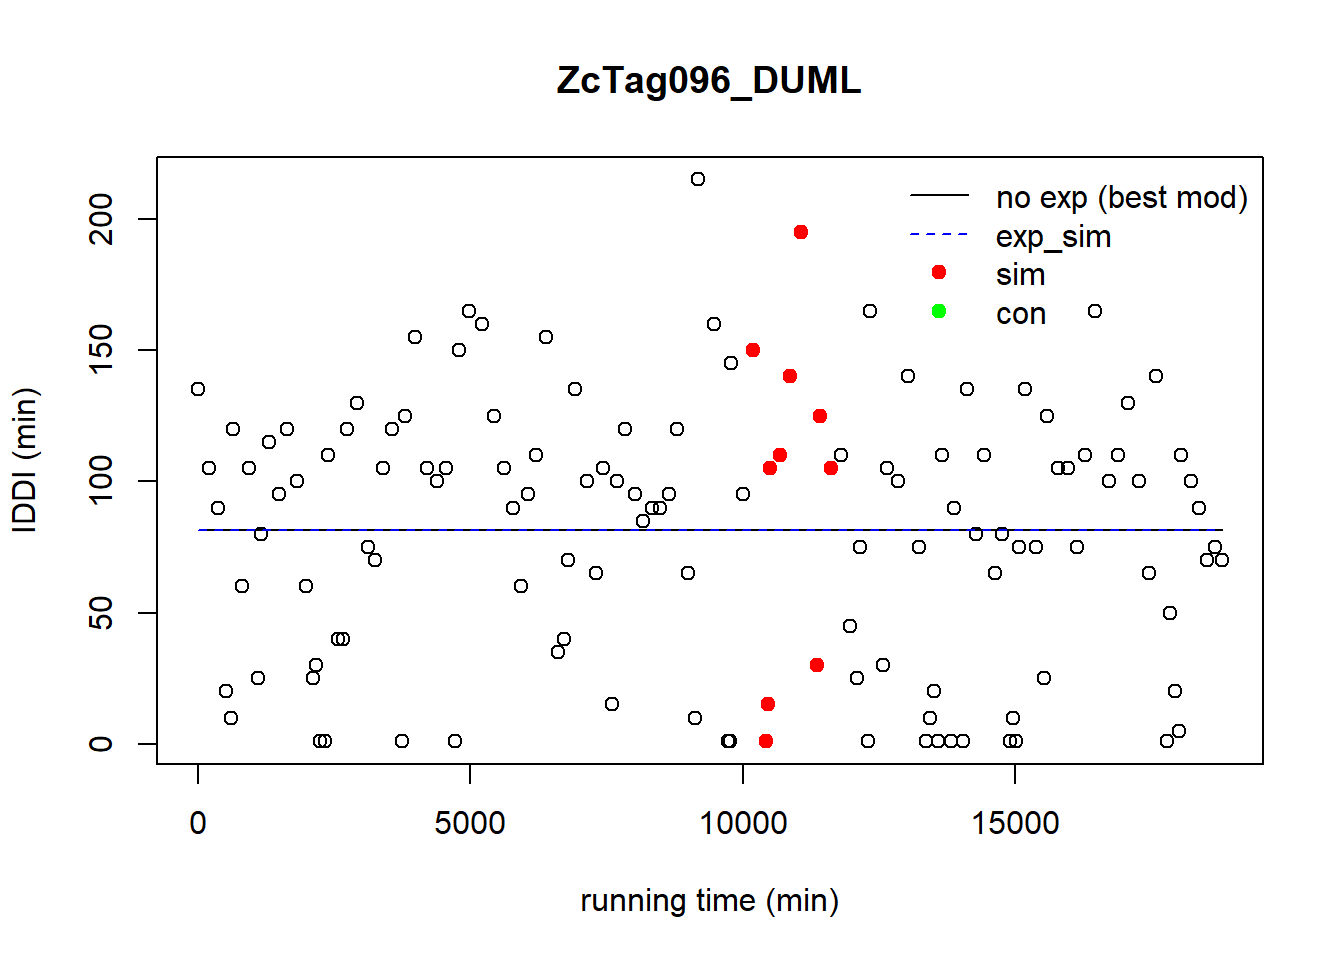 ZcTag096_DUML
no exp (best mod)
exp_sim
sim
con
200
150
100
50
0
IDDI (min)
0 5000 10000 15000
running time (min)